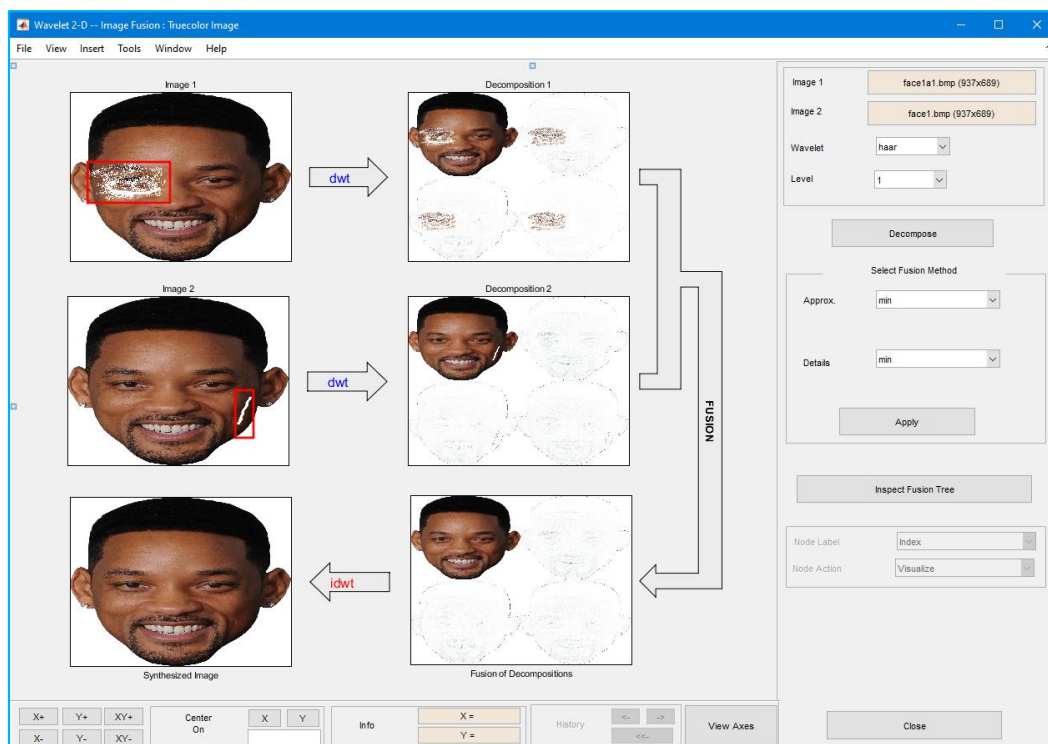 Wavelet 2-D -- Image Fusion : Truecolor Image
File View Insert Tools Window Help
Image 1
Decomposition 1
dwt
Image 2
Decomposition 2
dwt
FUSION
idwt
Synthesized Image
Fusion of Decompositions
Image 1 face1a1.bmp (937x689)
Image 2 face1.bmp (937x689)
Wavelet haar
Level 1
Decompose
Select Fusion Method
Approx. min
Details min
Apply
Inspect Fusion Tree
Node Label Index
Node Action Visualize
X+ Y+ XY+
X- Y- XY-
Center
On
X Y
Info
X =
Y =
History
<- ->
<<-
View Axes
Close